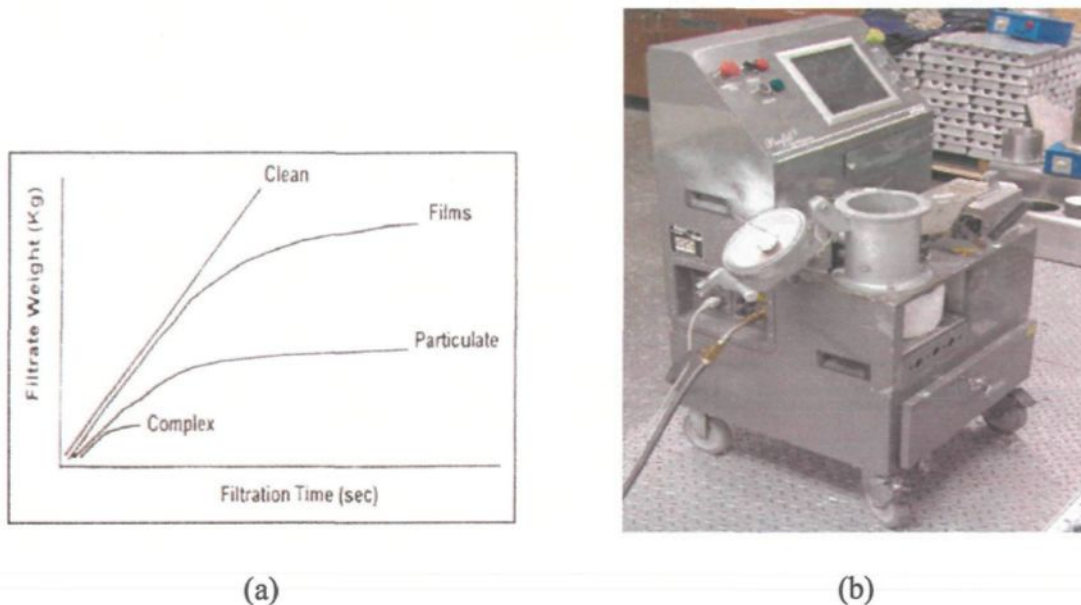 Clean
Films
Particulate
Complex
Filtrate Weight (Kg)
Filtration Time (sec)
(a)
(b)